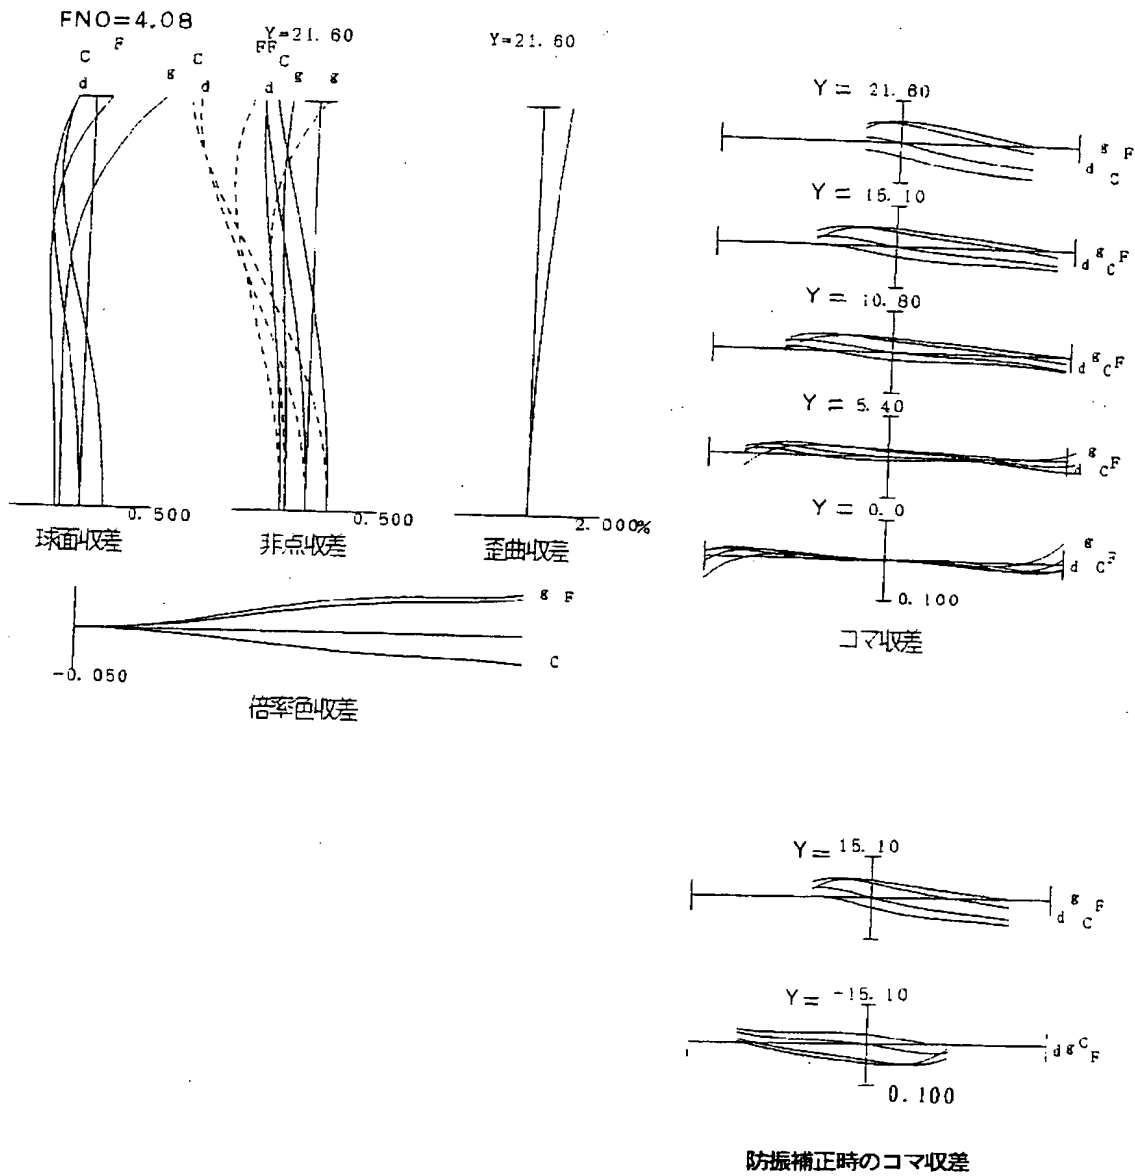 FNO=4.08
Y=21.60
Y=21.60
C F
d
g
C
d
F F C
d g g
0.500
0.500
2.000%
球面収差
非点収差
歪曲収差
g F
C
-0.050
倍率色収差
Y= 21.60
g F
d C
Y= 15.10
d g C F
Y= 10.80
d g C F
Y= 5.40
g
d C F
Y= 0.0
g
d C F
0.100
コマ収差
Y= 15.10
d g C F
Y= -15.10
d g C F
0.100
防振補正時のコマ収差